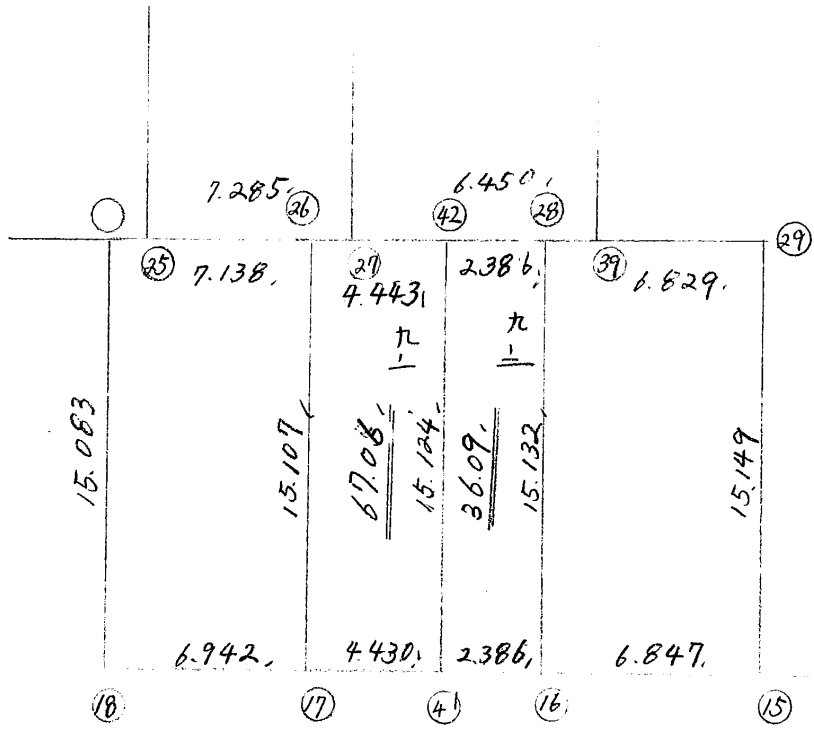 7.285 ㉖ ㊷ 6.450 ㉘
㉕ 7.138 ㉗ 2.386 ㊴ 6.829 ㉙
4.443
15.083
15.107
67.06
15.124
36.09
15.132
15.149
6.942 4.430 2.386 6.847
⑱ ⑰ ㊶ ⑯ ⑮